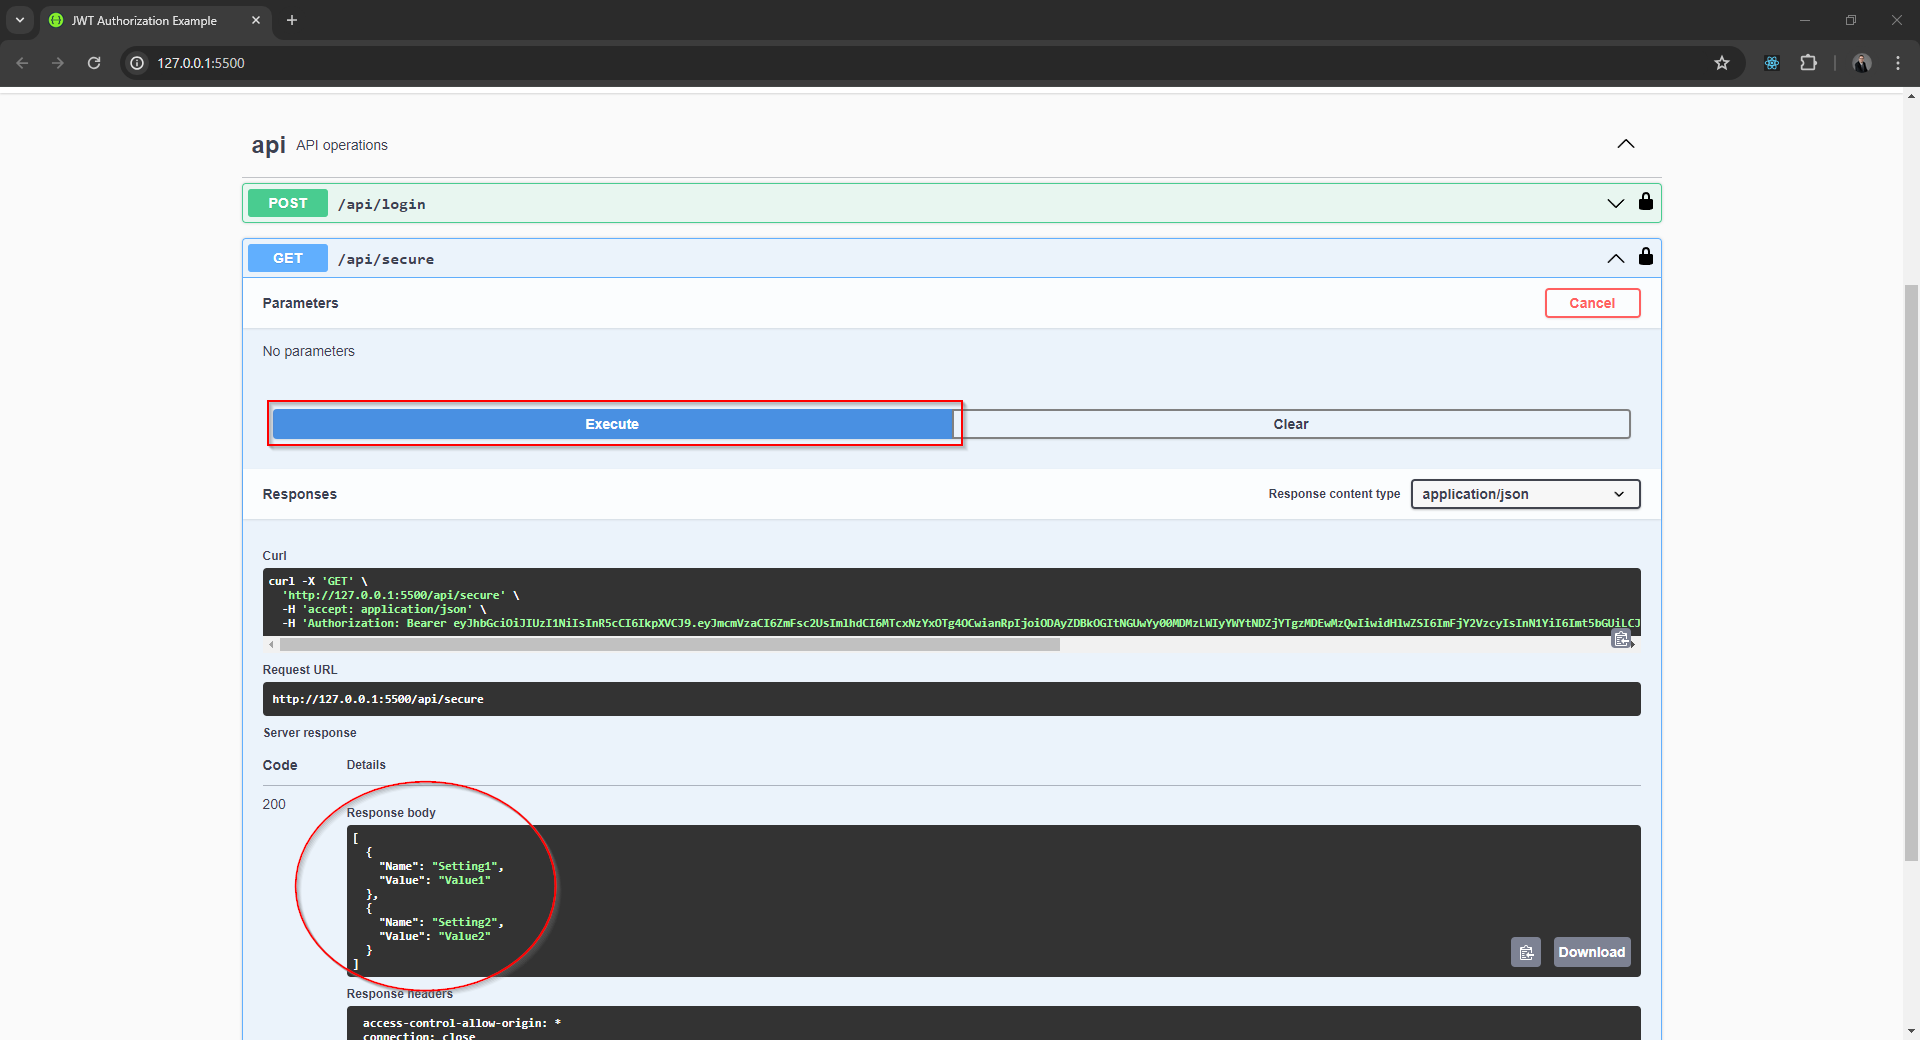 JWT Authorization Example
127.0.0.1:5500
api API operations
POST /api/login
GET /api/secure
Parameters
Cancel
No parameters
Execute
Clear
Responses
Response content type
application/json
Curl
curl -X 'GET' \
'http://127.0.0.1:5500/api/secure' \
-H 'accept: application/json' \
-H 'Authorization: Bearer eyJhbGciOiJIUzI1NiIsInR5cCI6IkpXVCJ9.eyJmcmVzaCI6ZmFsc2UsImlhdCI6MTcxNzYxOTg4OCwianRpIjoiODAyZDBkOGItNGUwYy00MDMzLWIyYWYtNDZjYTgzMDEwMzQwIiwidHlwZSI6ImFjY2VzcyIsInN1YiI6Imt5bGUiLCJ
Request URL
http://127.0.0.1:5500/api/secure
Server response
Code Details
200
Response body
[
{
"Name": "Setting1",
"Value": "Value1"
},
{
"Name": "Setting2",
"Value": "Value2"
}
]
Download
Response headers
access-control-allow-origin: *
connection: close